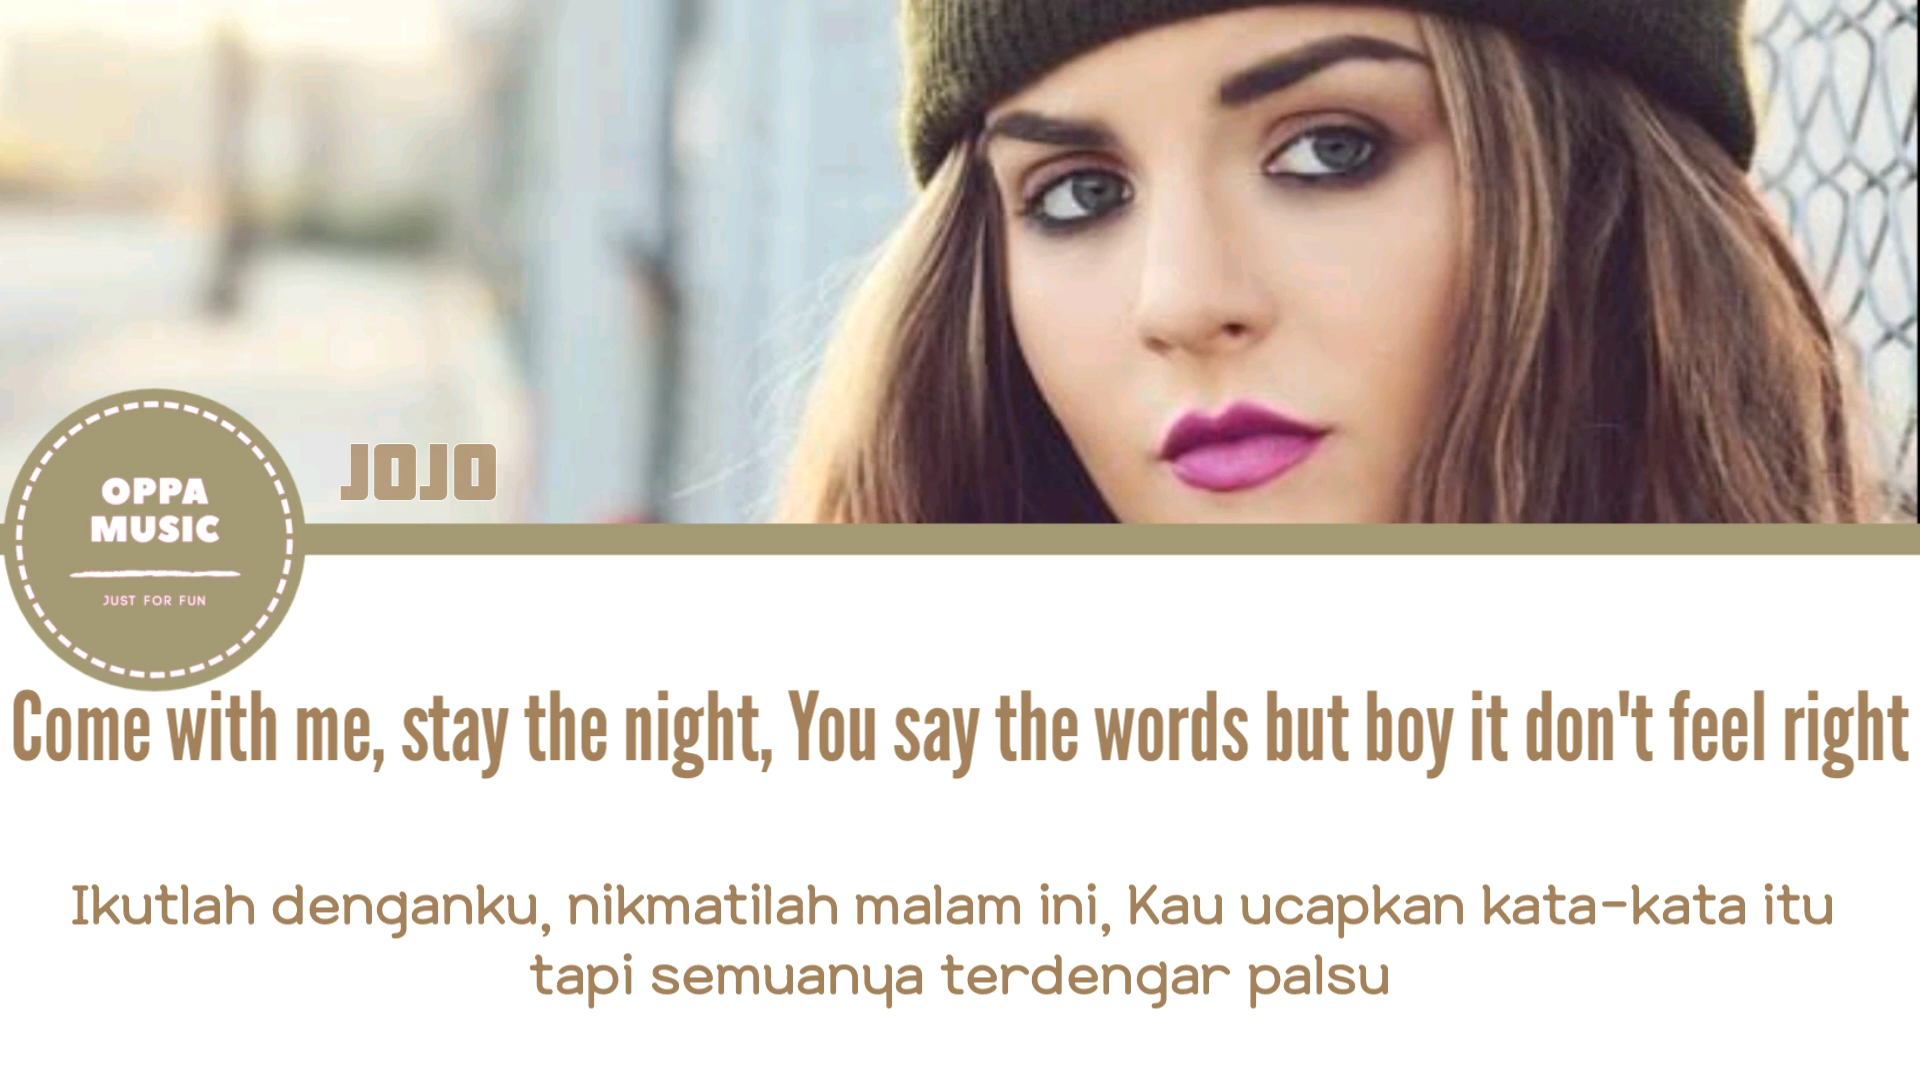 JOJO
OPPA
MUSIC
JUST FOR FUN
Come with me, stay the night, You say the words but boy it don't feel right
Ikutlah denganku, nikmatilah malam ini, Kau ucapkan kata-kata itu
tapi semuanya terdengar palsu